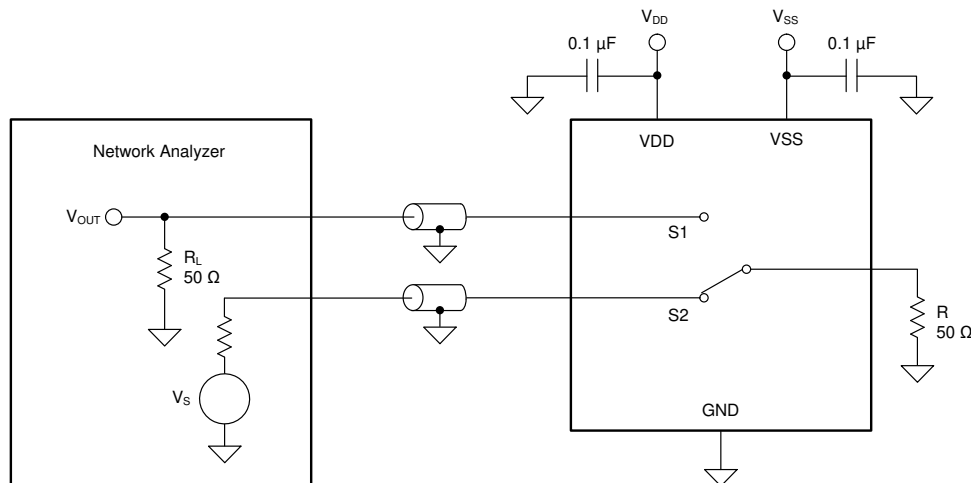 V_DD
V_SS
0.1 µF
0.1 µF
VDD
VSS
Network Analyzer
V_OUT
S1
R_L
50 Ω
S2
R
50 Ω
V_S
GND